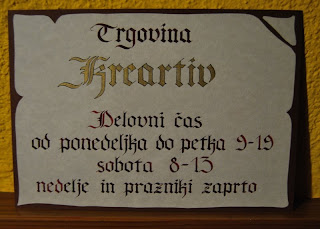 Trgovina
Kreartiv
Delovni čas
od ponedeljka do petka 9-19
sobota 8-13
nedelje in prazniki zaprto